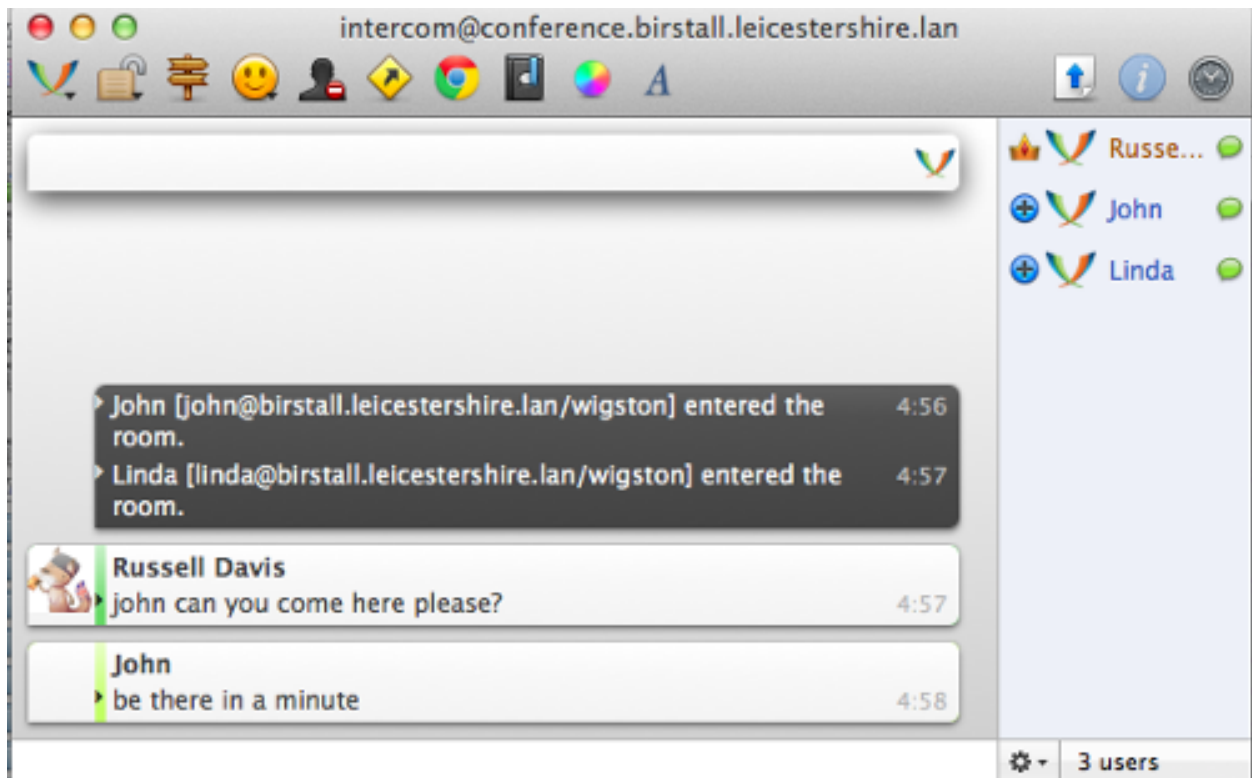 intercom@conference.birstall.leicestershire.lan
A
Russe...
John
Linda
John [john@birstall.leicestershire.lan/wigston] entered the
room.
4:56
Linda [linda@birstall.leicestershire.lan/wigston] entered the
room.
4:57
Russell Davis
john can you come here please?
4:57
John
be there in a minute
4:58
3 users